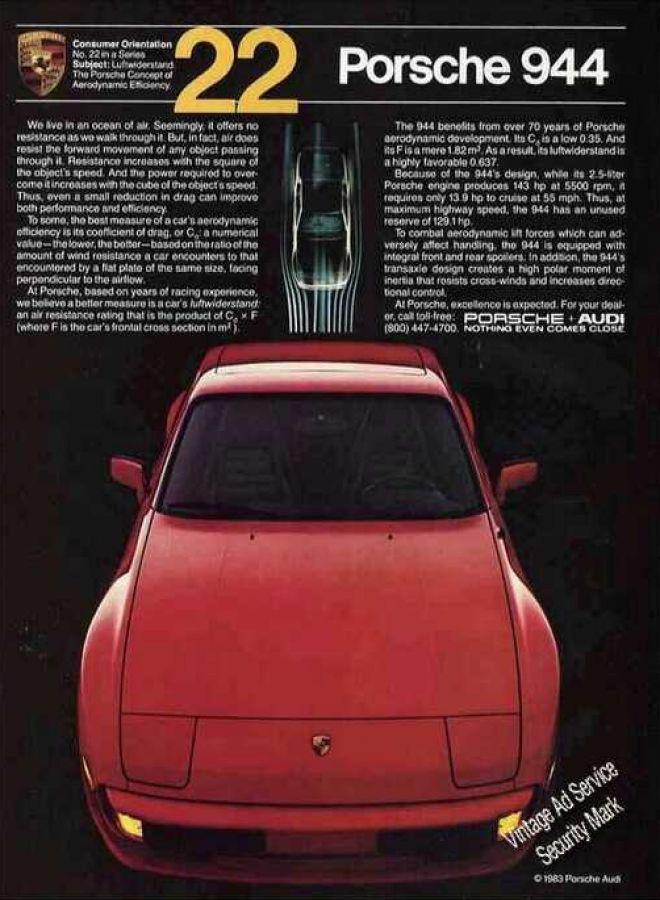 Consumer Orientation
No. 22 in a Series
Subject: Luftwiderstand:
The Porsche Concept of
Aerodynamic Efficiency.
22
Porsche 944
We live in an ocean of air. Seemingly, it offers no
resistance as we walk through it. But, in fact, air does
resist the forward movement of any object passing
through it. Resistance increases with the square of
the object's speed. And the power required to over-
come it increases with the cube of the object's speed.
Thus, even a small reduction in drag can improve
both performance and efficiency.
To some, the best measure of a car's aerodynamic
efficiency is its coefficient of drag, or Cₓ: a numerical
value—the lower, the better—based on the ratio of the
amount of wind resistance a car encounters to that
encountered by a flat plate of the same size, facing
perpendicular to the airflow.
At Porsche, based on years of racing experience,
we believe a better measure is a car's luftwiderstand:
an air resistance rating that is the product of Cₓ × F
(where F is the car's frontal cross section in m²).
The 944 benefits from over 70 years of Porsche
aerodynamic development. Its Cₓ is a low 0.35. And
its F is a mere 1.82 m². As a result, its luftwiderstand is
a highly favorable 0.637.
Because of the 944's design, while its 2.5-liter
Porsche engine produces 143 hp at 5500 rpm, it
requires only 13.9 hp to cruise at 55 mph. Thus, at
maximum highway speed, the 944 has an unused
reserve of 129.1 hp.
To combat aerodynamic lift forces which can ad-
versely affect handling, the 944 is equipped with
integral front and rear spoilers. In addition, the 944's
transaxle design creates a high polar moment of
inertia that resists cross-winds and increases direc-
tional control.
At Porsche, excellence is expected. For your deal-
er, call toll-free:
(800) 447-4700.
PORSCHE + AUDI
NOTHING EVEN COMES CLOSE
Vintage Ad Service
Security Mark
© 1983 Porsche Audi